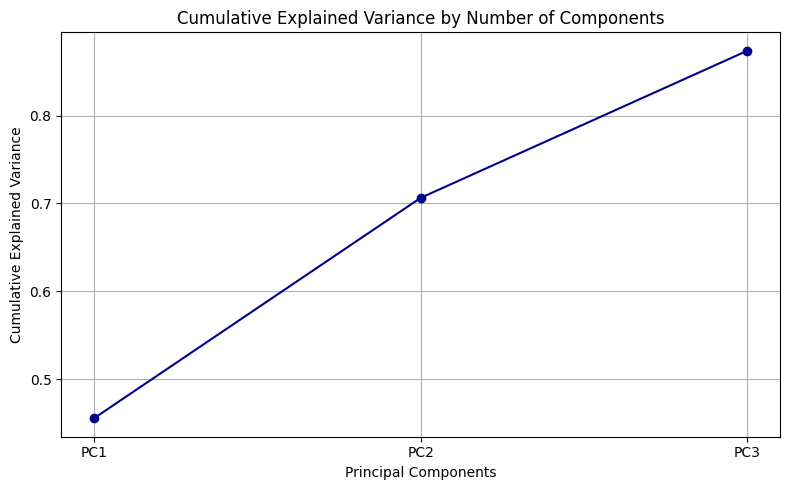 Cumulative Explained Variance by Number of Components
Cumulative Explained Variance
0.8
0.7
0.6
0.5
PC1 PC2 PC3
Principal Components